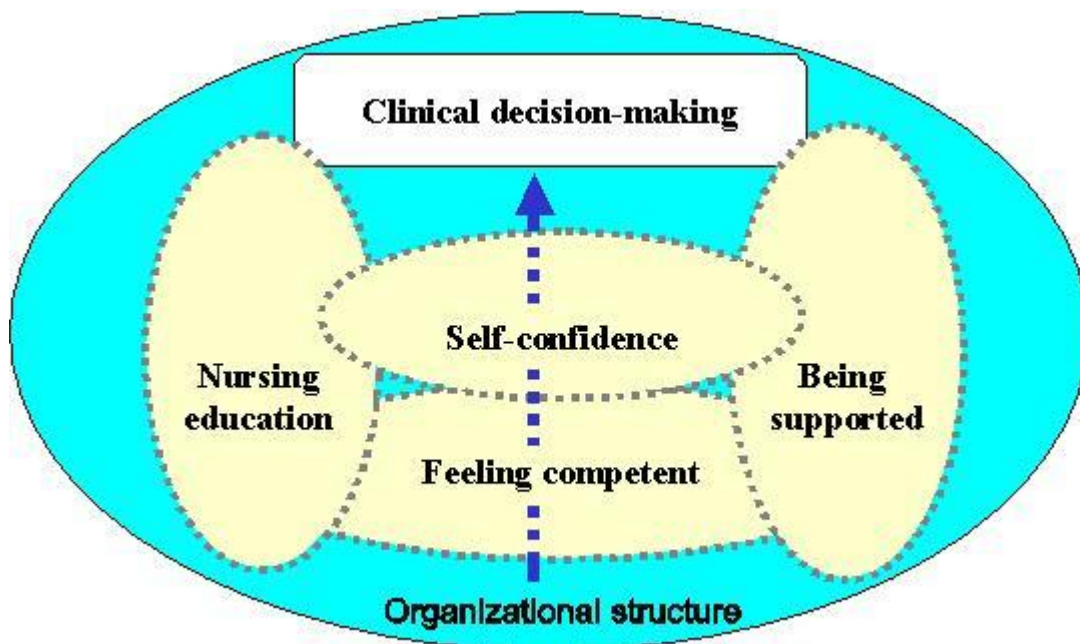 Clinical decision-making
Self-confidence
Nursing
education
Being
supported
Feeling competent
Organizational structure